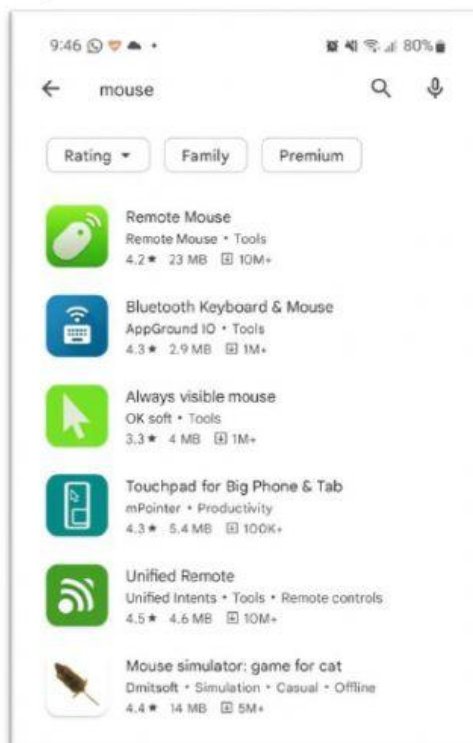 9:46
80%
mouse
Rating
Family
Premium
Remote Mouse
Remote Mouse • Tools
4.2★ 23 MB 10M+
Bluetooth Keyboard & Mouse
AppGround IO • Tools
4.3★ 2.9 MB 1M+
Always visible mouse
OK soft • Tools
3.3★ 4 MB 1M+
Touchpad for Big Phone & Tab
mPointer • Productivity
4.3★ 5.4 MB 100K+
Unified Remote
Unified Intents • Tools • Remote controls
4.5★ 4.6 MB 10M+
Mouse simulator: game for cat
Dmitsoft • Simulation • Casual • Offline
4.4★ 14 MB 5M+